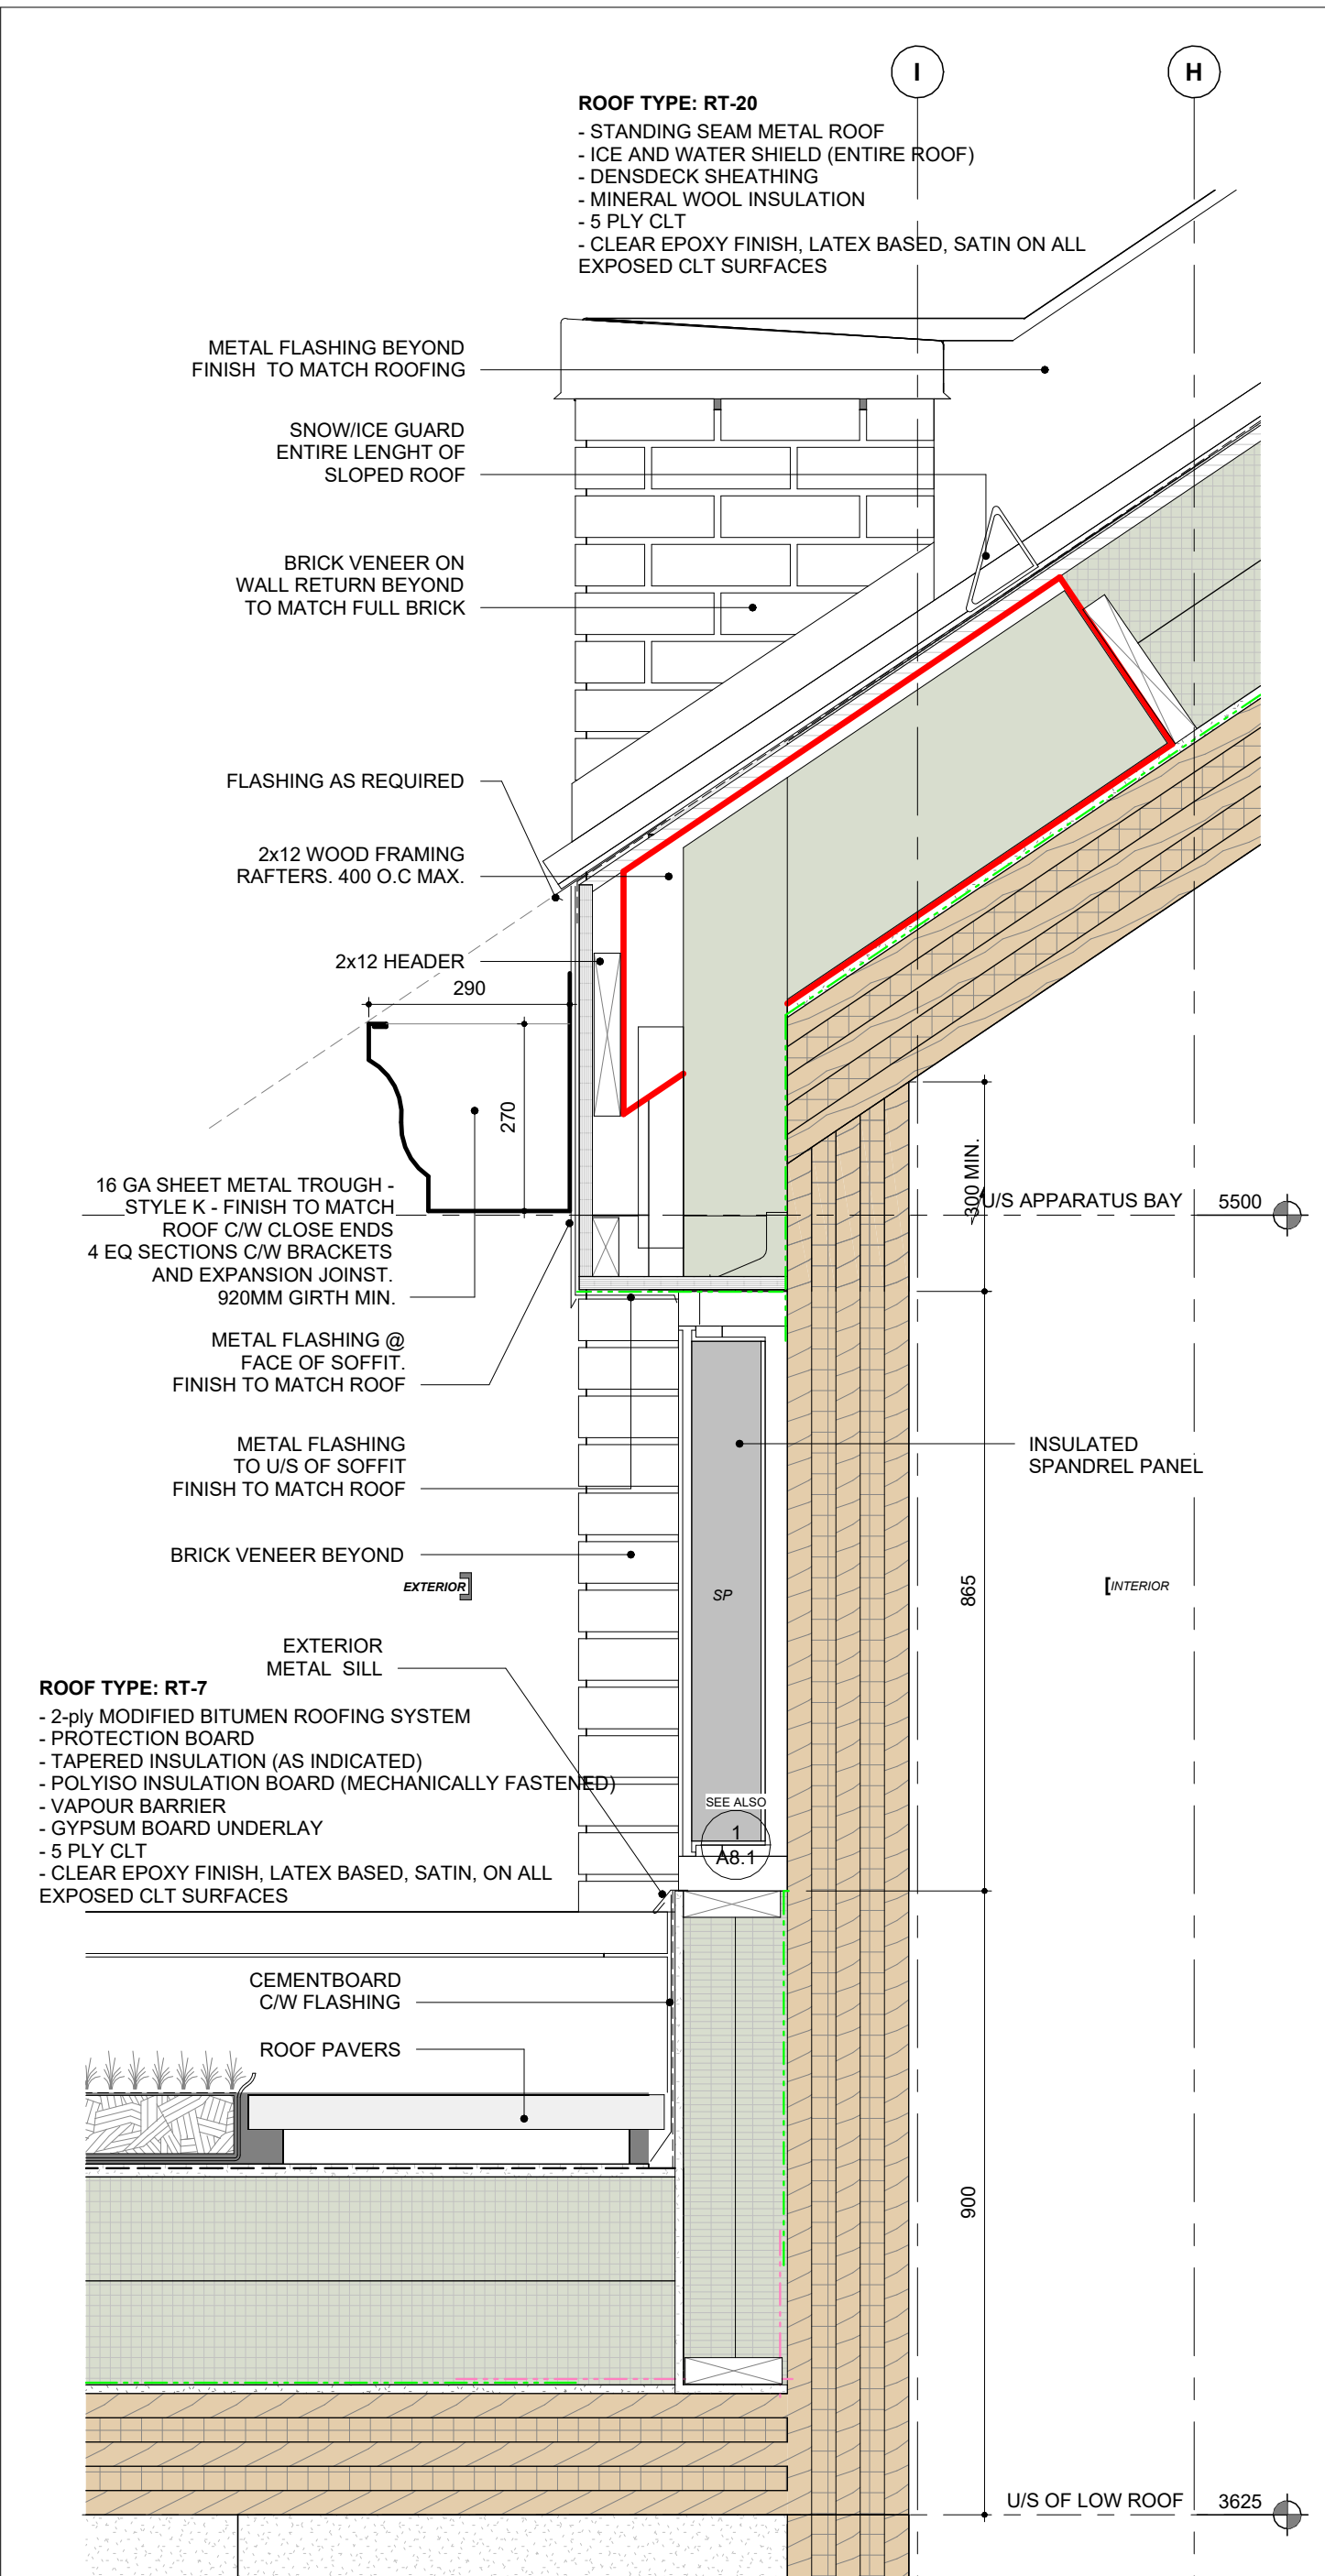 I
H
ROOF TYPE: RT-20
- STANDING SEAM METAL ROOF
- ICE AND WATER SHIELD (ENTIRE ROOF)
- DENSDECK SHEATHING
- MINERAL WOOL INSULATION
- 5 PLY CLT
- CLEAR EPOXY FINISH, LATEX BASED, SATIN ON ALL
EXPOSED CLT SURFACES
METAL FLASHING BEYOND
FINISH TO MATCH ROOFING
SNOW/ICE GUARD
ENTIRE LENGHT OF
SLOPED ROOF
BRICK VENEER ON
WALL RETURN BEYOND
TO MATCH FULL BRICK
FLASHING AS REQUIRED
2x12 WOOD FRAMING
RAFTERS. 400 O.C MAX.
2x12 HEADER
290
270
16 GA SHEET METAL TROUGH -
STYLE K - FINISH TO MATCH
ROOF C/W CLOSE ENDS
4 EQ SECTIONS C/W BRACKETS
AND EXPANSION JOINST.
920MM GIRTH MIN.
300 MIN.
U/S APPARATUS BAY 5500
METAL FLASHING @
FACE OF SOFFIT.
FINISH TO MATCH ROOF
METAL FLASHING
TO U/S OF SOFFIT
FINISH TO MATCH ROOF
INSULATED
SPANDREL PANEL
BRICK VENEER BEYOND
EXTERIOR
SP
865
INTERIOR
EXTERIOR
METAL SILL
ROOF TYPE: RT-7
- 2-ply MODIFIED BITUMEN ROOFING SYSTEM
- PROTECTION BOARD
- TAPERED INSULATION (AS INDICATED)
- POLYISO INSULATION BOARD (MECHANICALLY FASTENED)
- VAPOUR BARRIER
- GYPSUM BOARD UNDERLAY
- 5 PLY CLT
- CLEAR EPOXY FINISH, LATEX BASED, SATIN, ON ALL
EXPOSED CLT SURFACES
SEE ALSO
1
A8.1
CEMENTBOARD
C/W FLASHING
ROOF PAVERS
900
U/S OF LOW ROOF 3625